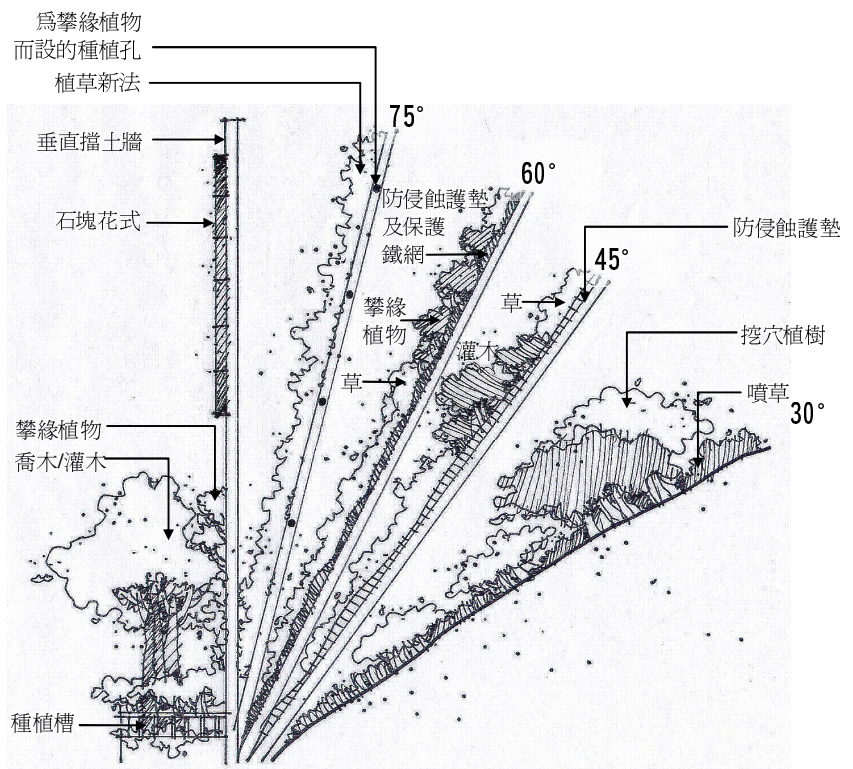 爲攀緣植物
而設的種植孔
植草新法
75°
垂直擋土牆
60°
防侵蝕護墊
及保護
鐵網
石塊花式
防侵蝕護墊
45°
草
攀緣
植物
挖穴植樹
灌木
草
噴草
30°
攀緣植物
喬木/灌木
種植槽